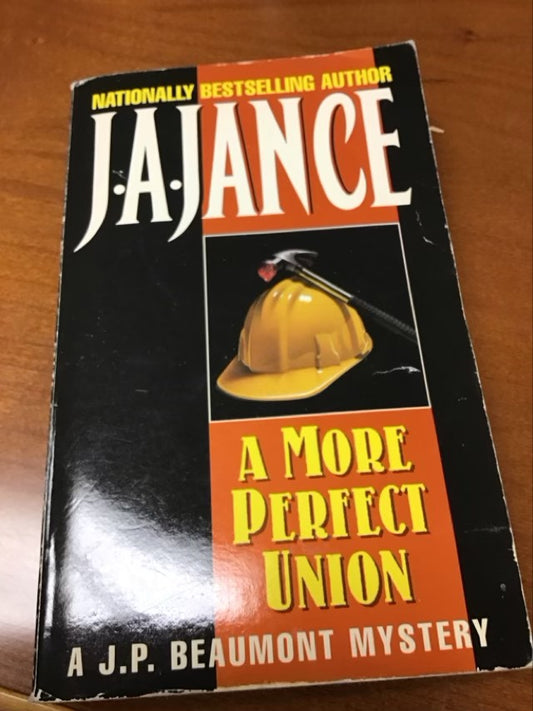 NATIONALLY BESTSELLING AUTHOR
J.A.JANCE
A MORE
PERFECT
UNION
A J.P. BEAUMONT MYSTERY